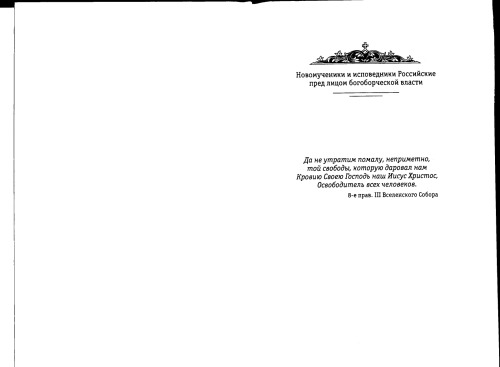 Новомученики и исповедники Российские
пред лицом богоборческой власти
Да не утратим помалу, неприметно,
той свободы, которую даровал нам
Кровию Своею Господь наш Иисус Христос,
Освободитель всех человеков.
8-е прав. III Вселенского Собора